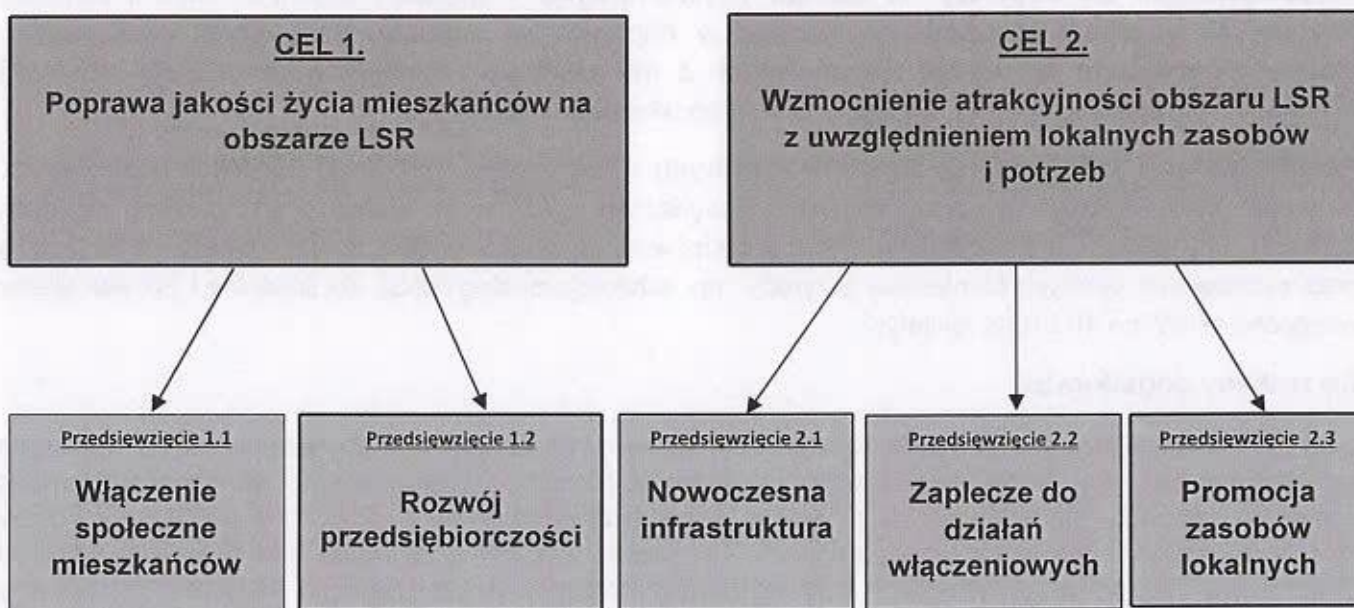 CEL 1.
Poprawa jakości życia mieszkańców na
obszarze LSR
CEL 2.
Wzmocnienie atrakcyjności obszaru LSR
z uwzględnieniem lokalnych zasobów
i potrzeb
Przedsięwzięcie 1.1
Włączenie
społeczne
mieszkańców
Przedsięwzięcie 1.2
Rozwój
przedsiębiorczości
Przedsięwzięcie 2.1
Nowoczesna
infrastruktura
Przedsięwzięcie 2.2
Zaplecze do
działań
włączeniowych
Przedsięwzięcie 2.3
Promocja
zasobów
lokalnych